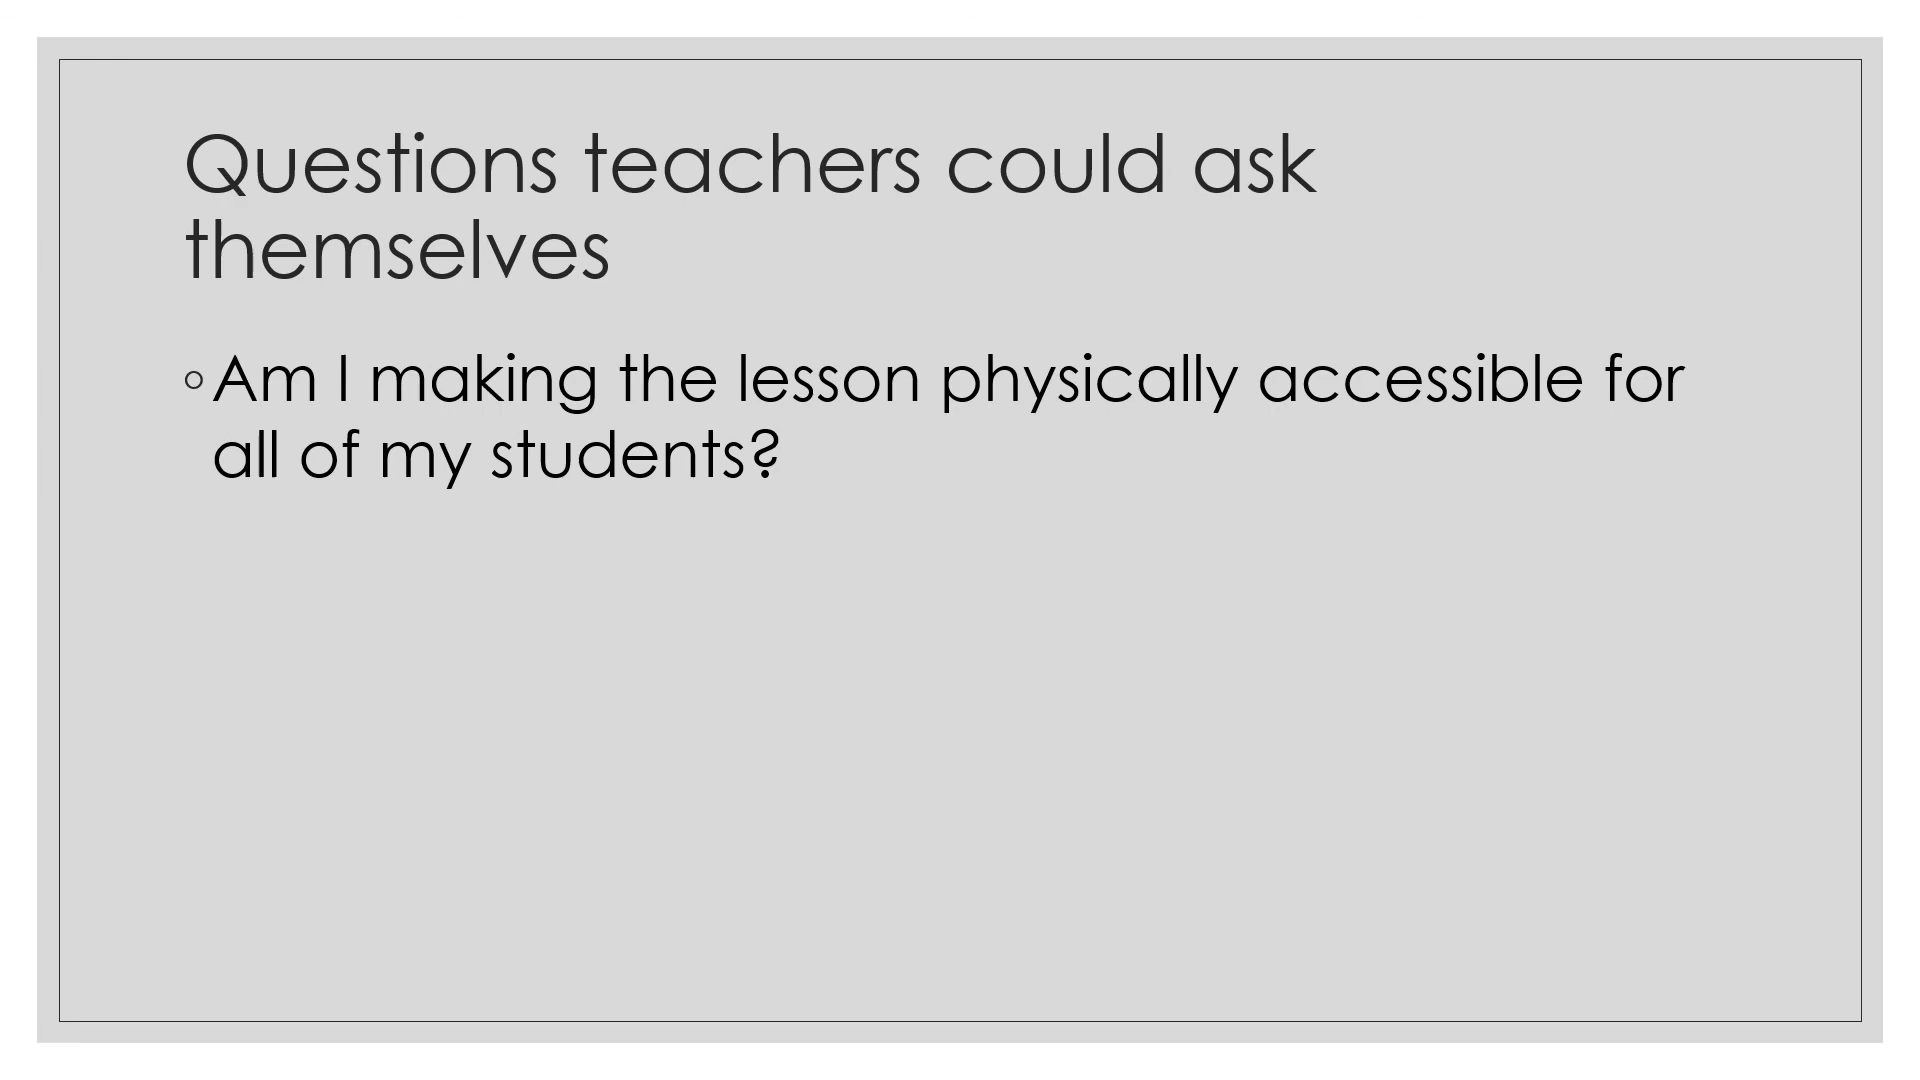 Questions teachers could ask
themselves
◦Am I making the lesson physically accessible for
all of my students?